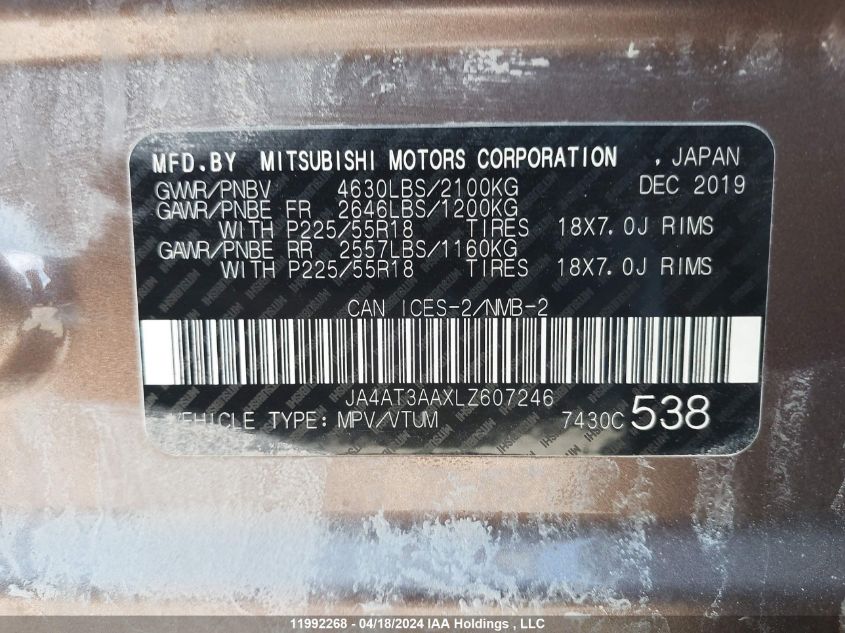 MFD.BY MITSUBISHI MOTORS CORPORATION , JAPAN
GVWR/PNBV 4630LBS/2100KG DEC 2019
GAWR/PNBE FR 2646LBS/1200KG
WITH P225/55R18 TIRES 18X7.0J RIMS
GAWR/PNBE RR 2557LBS/1160KG
WITH P225/55R18 TIRES 18X7.0J RIMS
CAN ICES-2/NMB-2
JA4AT3AAXLZ607246
VEHICLE TYPE: MPV/VTUM 7430C 538
11992268 - 04/18/2024 IAA Holdings , LLC